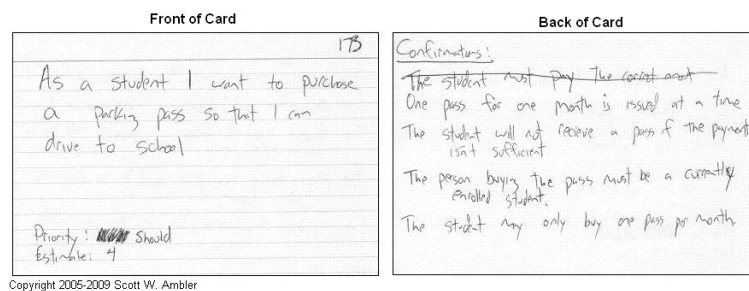 Front of Card
173
As a student I want to purchase
a parking pass so that I can
drive to school
Priority: Should
Estimate: 4
Back of Card
Confirmations:
The student must pay the correct amt
One pass for one month is issued at a time
The student will not recieve a pass if the payment
isn't sufficient
The person buying the pass must be a currently
enrolled student.
The student may only buy one pass per month.
Copyright 2005-2009 Scott W. Ambler